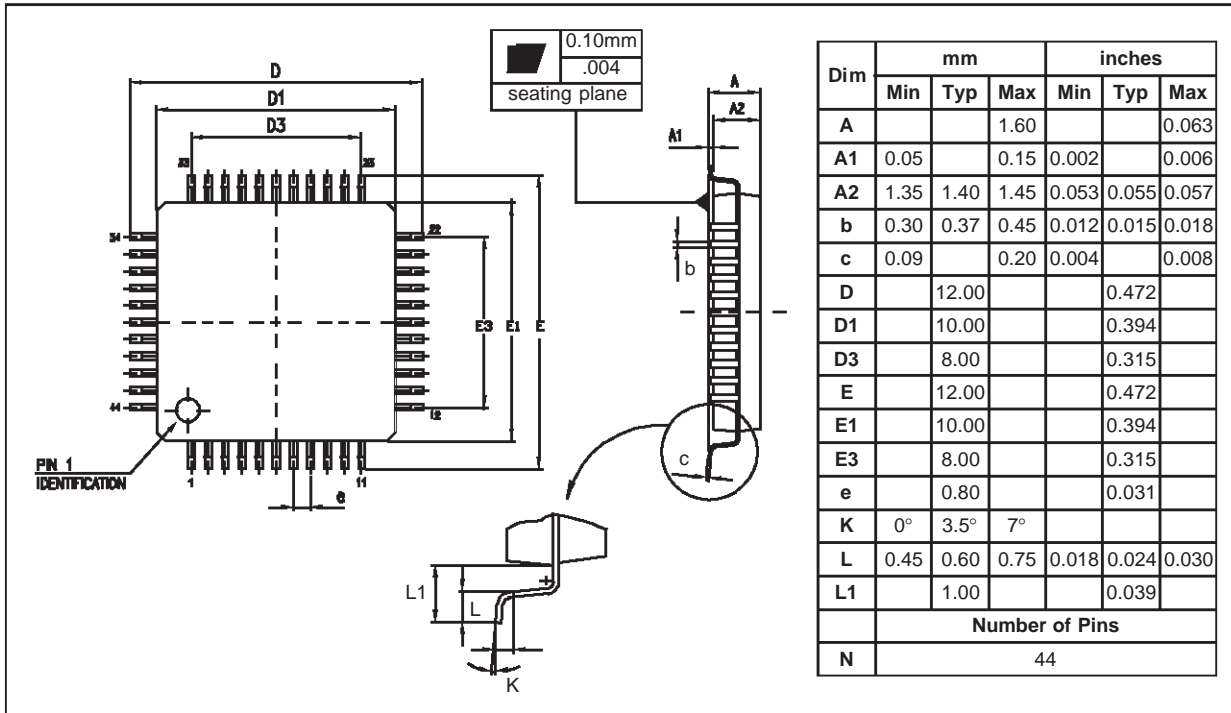 0.10mm
.004
seating plane
D
D1
D3
33
23
34
22
44
12
E3
E1
E
PIN 1
IDENTIFICATION
1
11
e
A
A2
A1
b
c
L1
L
K
Dim mm inches
Min Typ Max Min Typ Max
A 1.60 0.063
A1 0.05 0.15 0.002 0.006
A2 1.35 1.40 1.45 0.053 0.055 0.057
b 0.30 0.37 0.45 0.012 0.015 0.018
c 0.09 0.20 0.004 0.008
D 12.00 0.472
D1 10.00 0.394
D3 8.00 0.315
E 12.00 0.472
E1 10.00 0.394
E3 8.00 0.315
e 0.80 0.031
K 0° 3.5° 7°
L 0.45 0.60 0.75 0.018 0.024 0.030
L1 1.00 0.039
Number of Pins
N 44